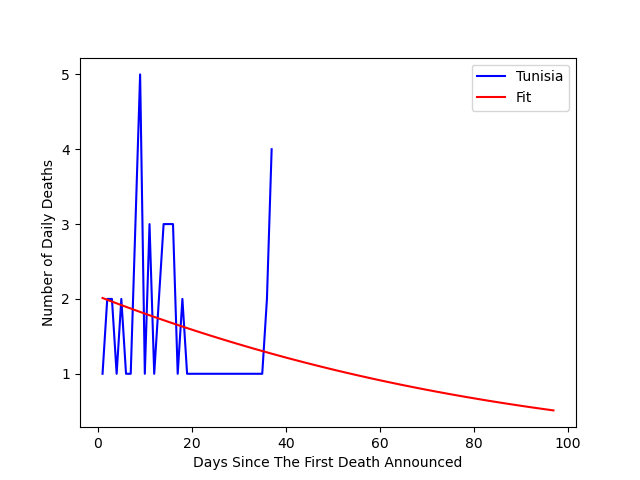 Tunisia
Fit
5
4
3
2
1
Number of Daily Deaths
0 20 40 60 80 100
Days Since The First Death Announced